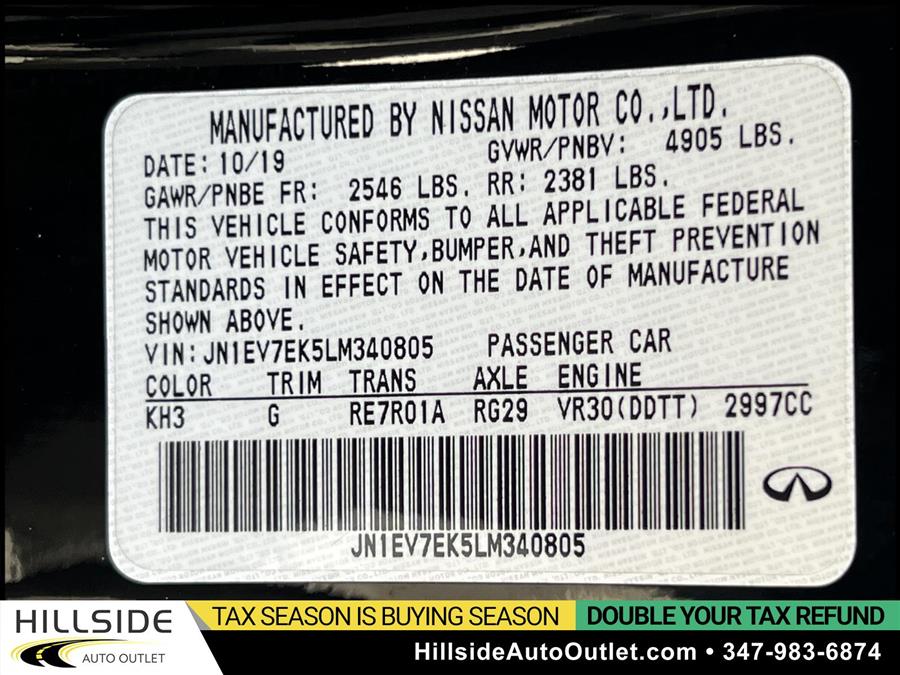 MANUFACTURED BY NISSAN MOTOR CO.,LTD.
DATE: 10/19 GVWR/PNBV: 4905 LBS.
GAWR/PNBE FR: 2546 LBS. RR: 2381 LBS.
THIS VEHICLE CONFORMS TO ALL APPLICABLE FEDERAL
MOTOR VEHICLE SAFETY,BUMPER,AND THEFT PREVENTION
STANDARDS IN EFFECT ON THE DATE OF MANUFACTURE
SHOWN ABOVE.
VIN: JN1EV7EK5LM340805 PASSENGER CAR
COLOR TRIM TRANS AXLE ENGINE
KH3 G RE7R01A RG29 VR30(DDTT) 2997CC
JN1EV7EK5LM340805
HILLSIDE
AUTO OUTLET
TAX SEASON IS BUYING SEASON DOUBLE YOUR TAX REFUND
HillsideAutoOutlet.com • 347-983-6874